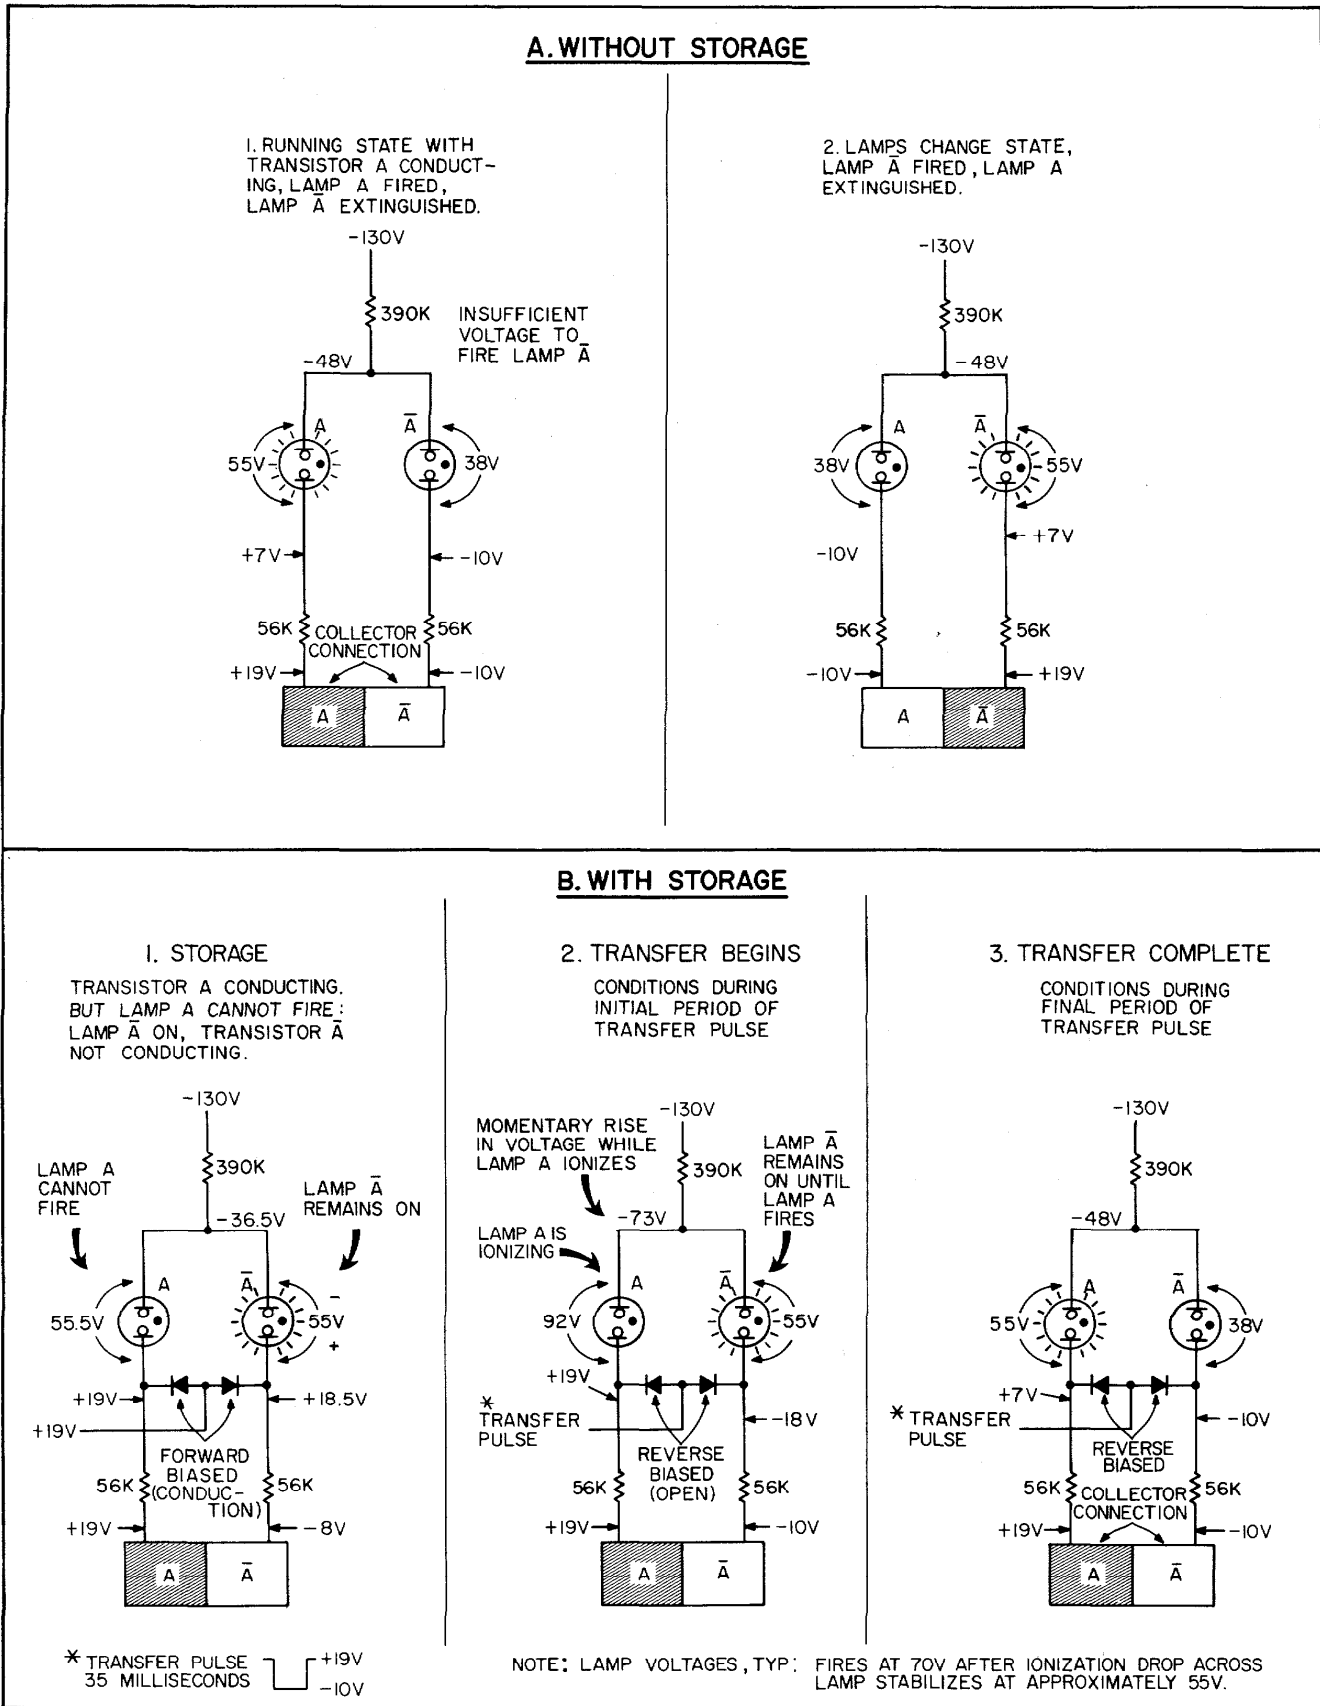 A. WITHOUT STORAGE
1. RUNNING STATE WITH
TRANSISTOR A CONDUCT-
ING, LAMP A FIRED,
LAMP Ā EXTINGUISHED.
-130V
390K
INSUFFICIENT
VOLTAGE TO
FIRE LAMP Ā
-48V
A
Ā
55V
38V
+7V
-10V
56K
COLLECTOR
CONNECTION
56K
+19V
-10V
A
Ā
2. LAMPS CHANGE STATE,
LAMP Ā FIRED, LAMP A
EXTINGUISHED.
-130V
390K
-48V
A
Ā
38V
55V
-10V
+7V
56K
56K
-10V
+19V
A
Ā
B. WITH STORAGE
1. STORAGE
TRANSISTOR A CONDUCTING.
BUT LAMP A CANNOT FIRE:
LAMP Ā ON, TRANSISTOR Ā
NOT CONDUCTING.
-130V
390K
LAMP A
CANNOT
FIRE
LAMP Ā
REMAINS ON
-36.5V
A
Ā
-
55.5V
55V
+
+19V
+18.5V
+19V
FORWARD
BIASED
(CONDUC-
TION)
56K
56K
+19V
-8V
A
Ā
* TRANSFER PULSE
35 MILLISECONDS
+19V
-10V
2. TRANSFER BEGINS
CONDITIONS DURING
INITIAL PERIOD OF
TRANSFER PULSE
-130V
MOMENTARY RISE
IN VOLTAGE WHILE
LAMP A IONIZES
390K
LAMP Ā
REMAINS
ON UNTIL
LAMP A
FIRES
-73V
LAMP A IS
IONIZING
A
Ā
92V
55V
+19V
* TRANSFER
PULSE
-18V
REVERSE
BIASED
(OPEN)
56K
56K
+19V
-10V
A
Ā
3. TRANSFER COMPLETE
CONDITIONS DURING
FINAL PERIOD OF
TRANSFER PULSE
-130V
390K
-48V
A
Ā
55V
38V
+7V
* TRANSFER
PULSE
-10V
REVERSE
BIASED
56K
COLLECTOR
CONNECTION
56K
+19V
-10V
A
Ā
NOTE: LAMP VOLTAGES, TYP: FIRES AT 70V AFTER IONIZATION DROP ACROSS
LAMP STABILIZES AT APPROXIMATELY 55V.